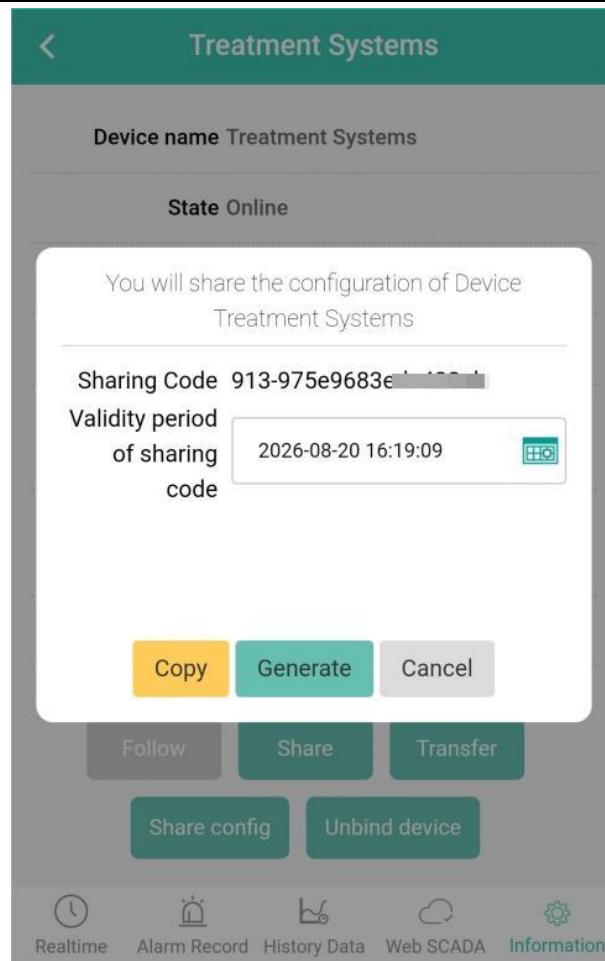 Treatment Systems
Device name Treatment Systems
State Online
You will share the configuration of Device
Treatment Systems
Sharing Code 913-975e9683e
Validity period
of sharing
code
2026-08-20 16:19:09
Copy Generate Cancel
Follow Share Transfer
Share config Unbind device
Realtime Alarm Record History Data Web SCADA Information